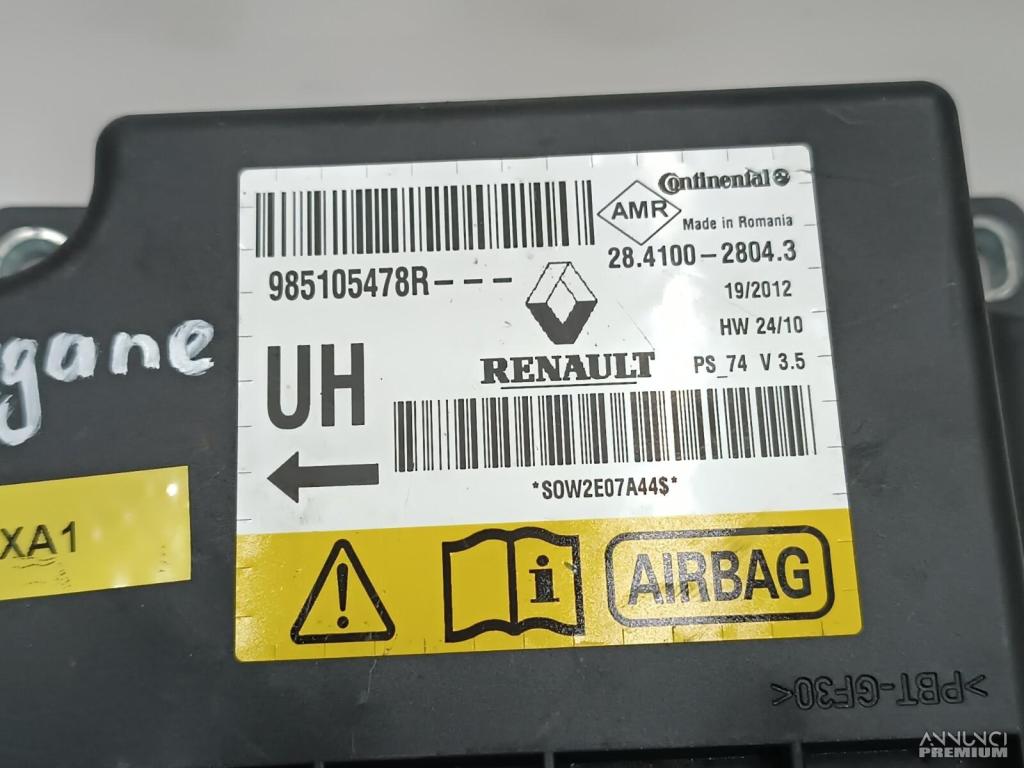 Continental
AMR
Made in Romania
985105478R---
28.4100-2804.3
19/2012
HW 24/10
RENAULT
PS_74 V 3.5
UH
*S0W2E07A44$*
gane
XA1
i
AIRBAG
>PBT-GF30<
ANNUNCI
PREMIUM